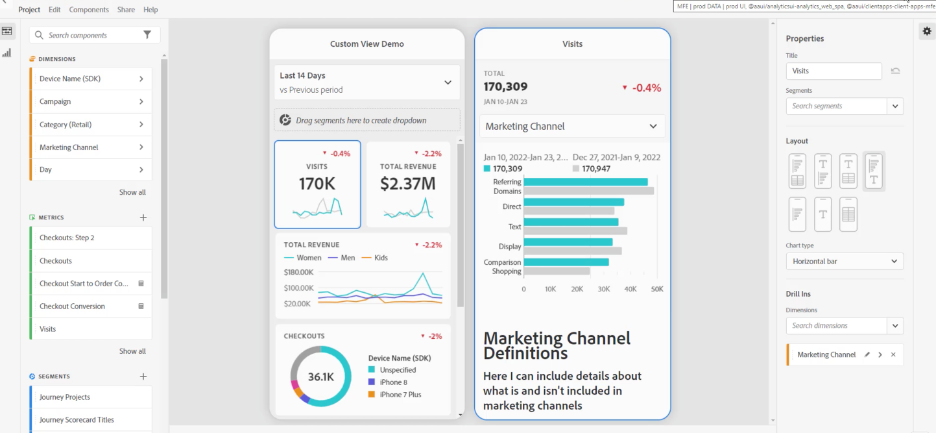 MFE | prod DATA | prod UI, @aaui/analyticsui-analytics_web_spa, @aaui/clientapps-client-apps-mfe
Project Edit Components Share Help
Search components
DIMENSIONS
Device Name (SDK)
Campaign
Category (Retail)
Marketing Channel
Day
Show all
METRICS
Checkouts: Step 2
Checkouts
Checkout Start to Order Co...
Checkout Conversion
Visits
Show all
SEGMENTS
Journey Projects
Journey Scorecard Titles
Custom View Demo
Last 14 Days
vs Previous period
Drag segments here to create dropdown
▼ -0.4%
VISITS
170K
▼ -2.2%
TOTAL REVENUE
$2.37M
TOTAL REVENUE ▼ -2.2%
Women Men Kids
$180.00K
$100.00K
$20.00K
CHECKOUTS ▼ -2%
36.1K
Device Name (SDK)
Unspecified
iPhone 8
iPhone 7 Plus
Visits
TOTAL
170,309 ▼ -0.4%
JAN 10-JAN 23
Marketing Channel
Jan 10, 2022-Jan 23, 2... Dec 27, 2021-Jan 9, 2022
170,309 170,947
Referring
Domains
Direct
Text
Display
Comparison
Shopping
0 10K 20K 30K 40K 50K
Marketing Channel
Definitions
Here I can include details about
what is and isn't included in
marketing channels
Properties
Title
Visits
Segments
Search segments
Layout
T T T T
T
Chart type
Horizontal bar
Drill Ins
Dimensions
Search dimensions
Marketing Channel